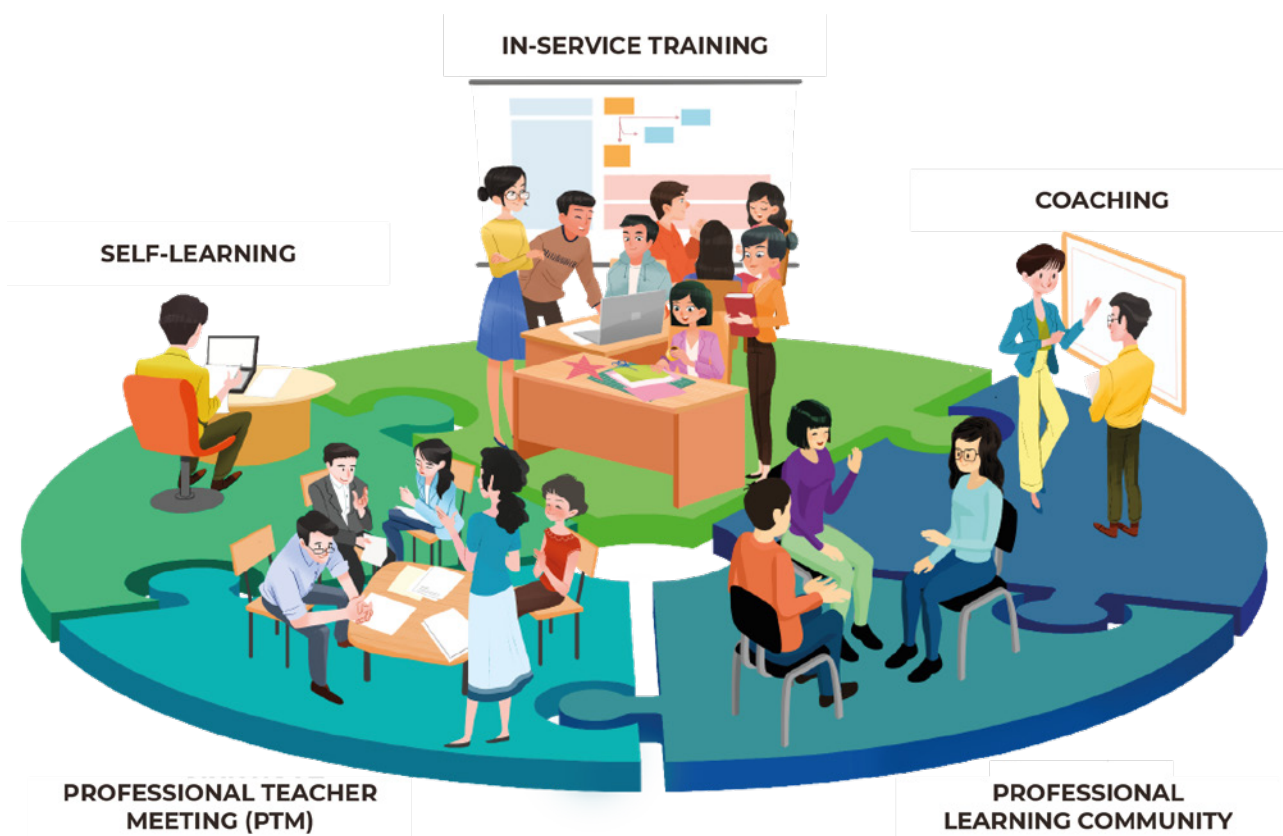 IN-SERVICE TRAINING
COACHING
SELF-LEARNING
PROFESSIONAL TEACHER
MEETING (PTM)
PROFESSIONAL
LEARNING COMMUNITY